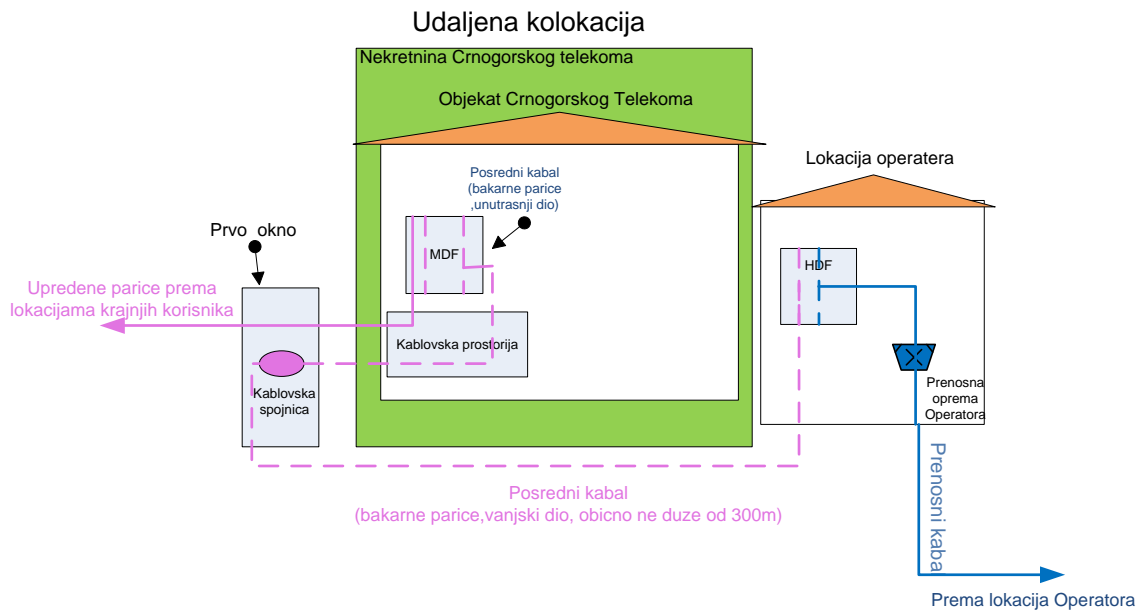 Udaljena kolokacija
Nekretnina Crnogorskog telekoma
Objekat Crnogorskog Telekoma
Lokacija operatera
Posredni kabal
(bakarne parice
,unutrasnji dio)
Prvo okno
MDF
HDF
Upredene parice prema
lokacijama krajnjih korisnika
Kablovska prostorija
Kablovska
spojnica
Prenosna
oprema
Operatora
Prenosni kabal
Posredni kabal
(bakarne parice,vanjski dio, obicno ne duze od 300m)
Prema lokacija Operatora